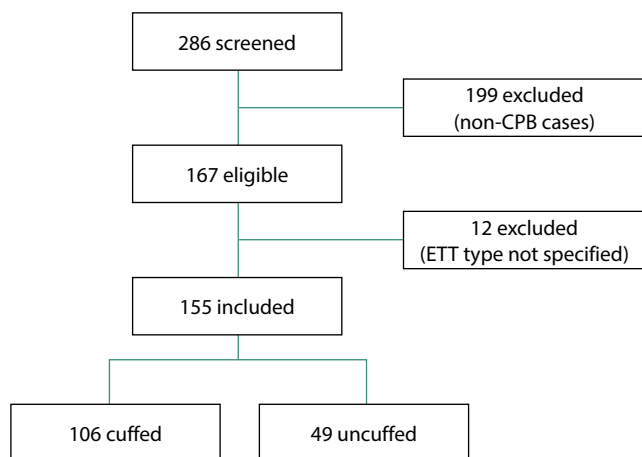 286 screened
199 excluded
(non-CPB cases)
167 eligible
12 excluded
(ETT type not specified)
155 included
106 cuffed
49 uncuffed